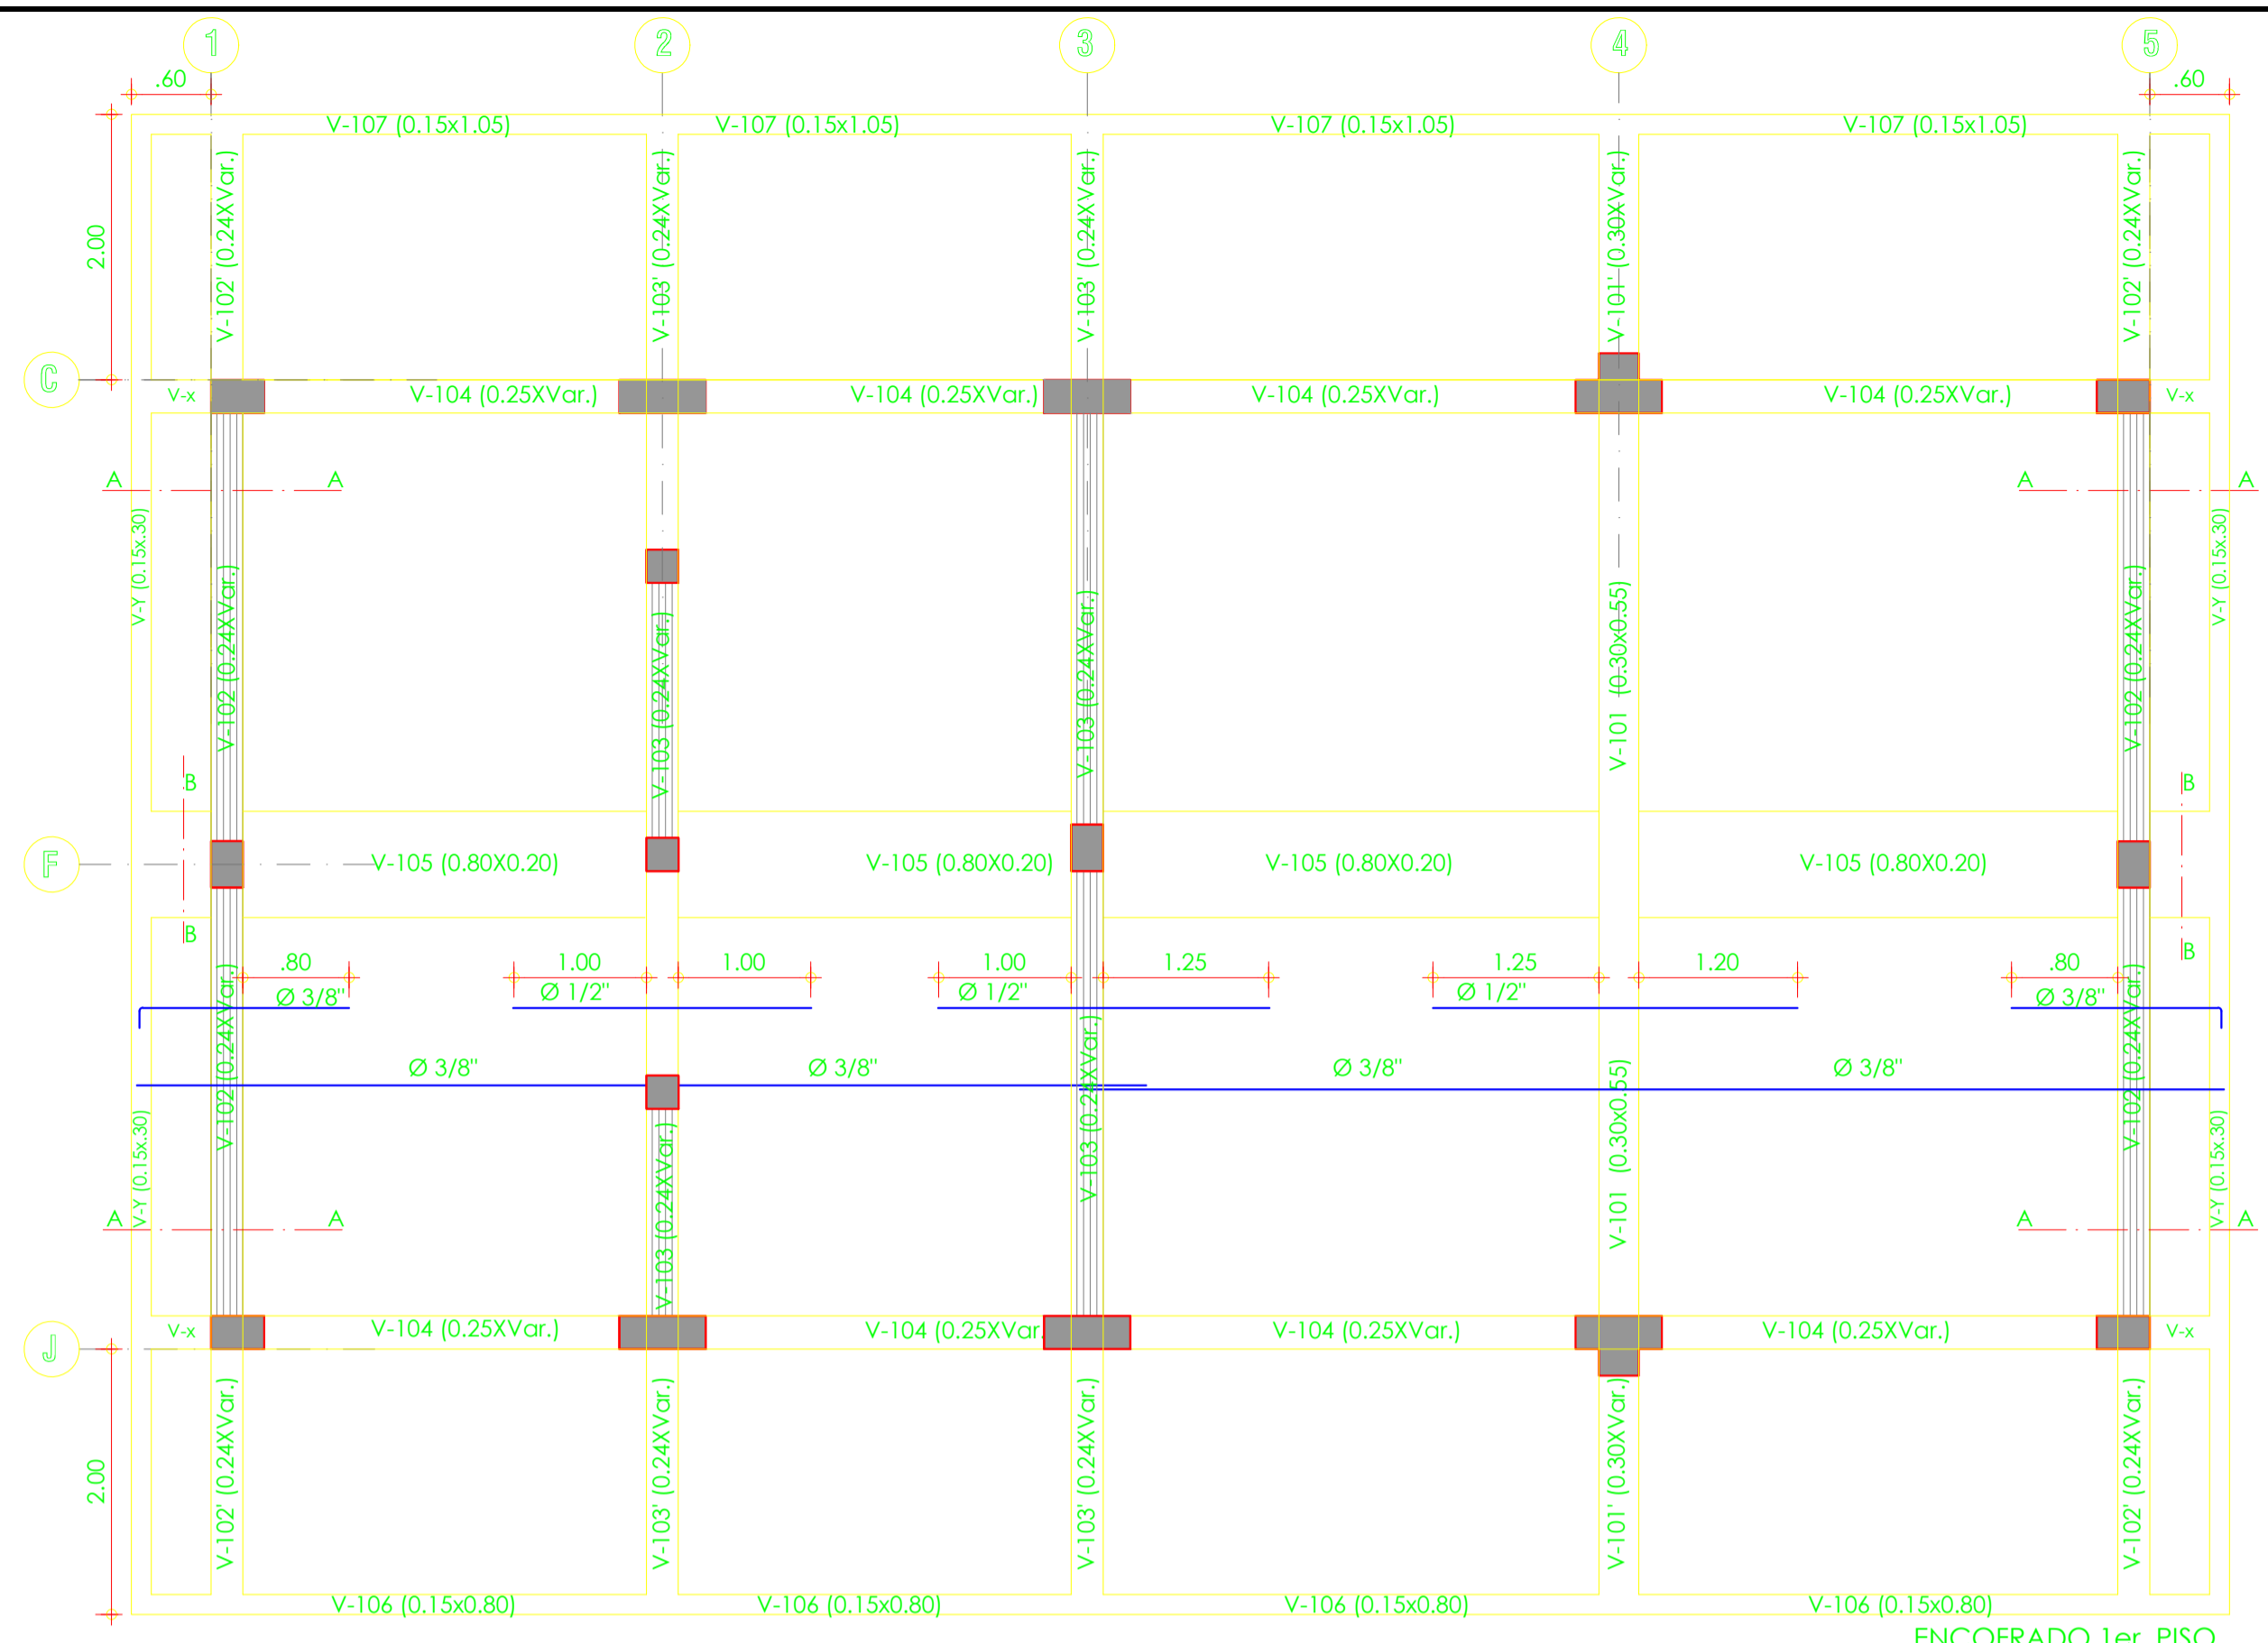 1 2 3 4 5
.60 .60
V-107 (0.15x1.05) V-107 (0.15x1.05) V-107 (0.15x1.05) V-107 (0.15x1.05)
2.00
V-102' (0.24XVar.) V-103' (0.24XVar.) V-103' (0.24XVar.) V-101' (0.30XVar.) V-102' (0.24XVar.)
C
V-x V-104 (0.25XVar.) V-104 (0.25XVar.) V-104 (0.25XVar.) V-104 (0.25XVar.) V-x
A A A A
V-Y (0.15x.30) V-Y (0.15x.30)
V-102 (0.24XVar.) V-103 (0.24XVar.) V-103 (0.24XVar.) V-101 (0.30x0.55) V-102 (0.24XVar.)
B B
F
V-105 (0.80X0.20) V-105 (0.80X0.20) V-105 (0.80X0.20) V-105 (0.80X0.20)
B B
.80 1.00 1.00 1.00 1.25 1.25 1.20 .80
Ø 3/8" Ø 1/2" Ø 1/2" Ø 1/2" Ø 3/8"
Ø 3/8" Ø 3/8" Ø 3/8" Ø 3/8"
V-102 (0.24XVar.) V-103 (0.24XVar.) V-103 (0.24XVar.) V-101 (0.30x0.55) V-102 (0.24XVar.)
V-Y (0.15x.30) V-Y (0.15x.30)
A A A A
V-x V-104 (0.25XVar.) V-104 (0.25XVar. V-104 (0.25XVar.) V-104 (0.25XVar.) V-x
J
2.00
V-102' (0.24XVar.) V-103' (0.24XVar.) V-103' (0.24XVar.) V-101' (0.30XVar.) V-102' (0.24XVar.)
V-106 (0.15x0.80) V-106 (0.15x0.80) V-106 (0.15x0.80) V-106 (0.15x0.80)
ENCOFRADO 1er PISO